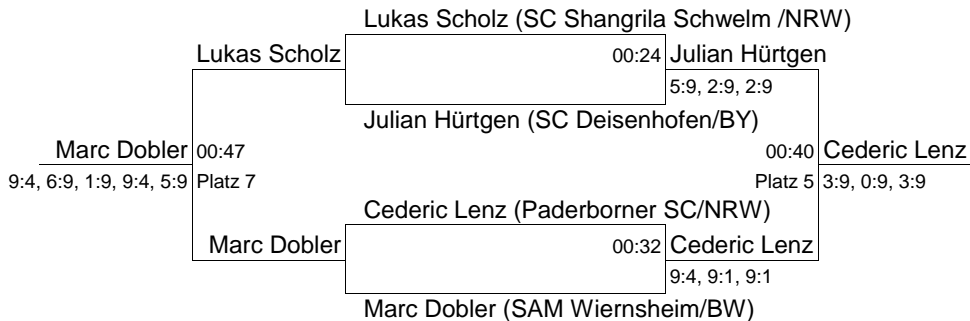 Lukas Scholz (SC Shangrila Schwelm /NRW)
Lukas Scholz 00:24 Julian Hürtgen
5:9, 2:9, 2:9
Julian Hürtgen (SC Deisenhofen/BY)
Marc Dobler 00:47 00:40 Cederic Lenz
9:4, 6:9, 1:9, 9:4, 5:9 Platz 7 Platz 5 3:9, 0:9, 3:9
Cederic Lenz (Paderborner SC/NRW)
Marc Dobler 00:32 Cederic Lenz
9:4, 9:1, 9:1
Marc Dobler (SAM Wiernsheim/BW)